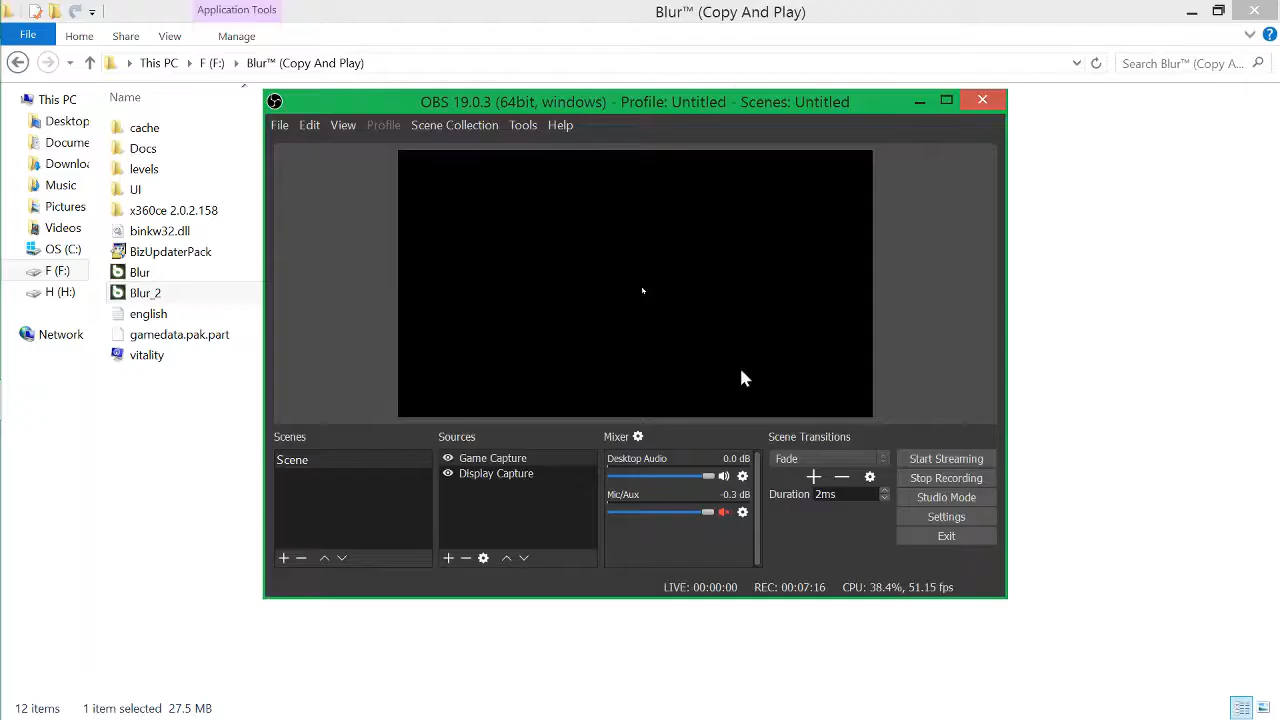 Application Tools
Blur™ (Copy And Play)
File Home Share View Manage
This PC F (F:) Blur™ (Copy And Play)
Search Blur™ (Copy A...
This PC
Desktop
Docume
Downloa
Music
Pictures
Videos
OS (C:)
F (F:)
H (H:)
Network
Name
cache
Docs
levels
UI
x360ce 2.0.2.158
binkw32.dll
BizUpdaterPack
Blur
Blur_2
english
gamedata.pak.part
vitality
OBS 19.0.3 (64bit, windows) - Profile: Untitled - Scenes: Untitled
File Edit View Profile Scene Collection Tools Help
Scenes
Scene
Sources
Game Capture
Display Capture
Mixer
Desktop Audio 0.0 dB
Mic/Aux -0.3 dB
Scene Transitions
Fade
Duration 2ms
Start Streaming
Stop Recording
Studio Mode
Settings
Exit
LIVE: 00:00:00 REC: 00:07:16 CPU: 38.4%, 51.15 fps
12 items 1 item selected 27.5 MB